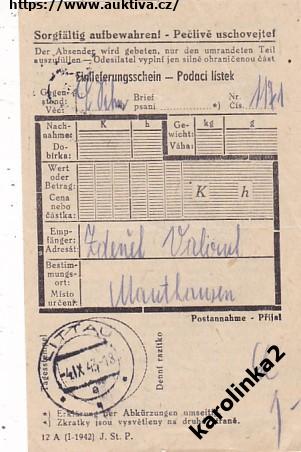 https://www.auktiva.cz/
Sorgfältig aufbewahren! - Pečlivě uschovejte!
Der Absender wird gebeten, nur den umrandeten Teil
auszufüllen — Odesílatel vyplní jen silně ohraničenou část
Einlieferungsschein — Podací lístek
Gegen-
stand: Brief Nr.
Věc: psaní Čís.
Nach- K h Ge- kg g
nahme: wicht:
Do- Váha:
bírka:
Wert
oder
Betrag: K h
Cena
nebo
částka:
Emp-
fänger: Zdeněk
Adresát:
Bestim-
mungs-
ort: Mauthausen
Místo
určení:
Postannahme - Přijal
Tagesstempel
Denní razítko
*) Erklärung der Abkürzungen umseitig.
*) Zkratky jsou vysvětleny na druhé straně.
12 A (I-1942) J. St. P.
karolinka2